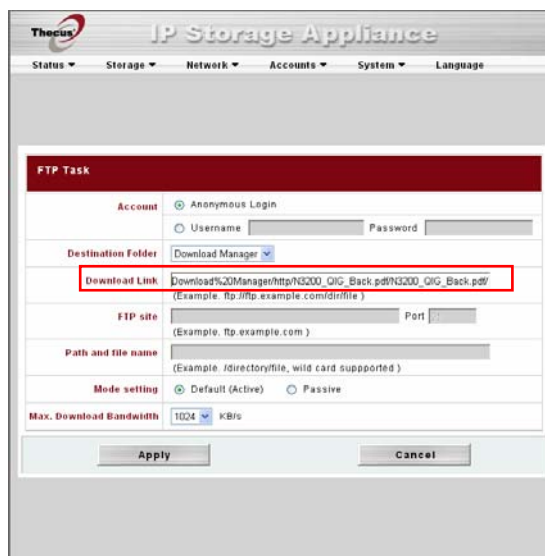 Thecus
IP Storage Appliance
Status Storage Network Accounts System Language
FTP Task
Account Anonymous Login
Username Password
Destination Folder Download Manager
Download Link Download%20Manager/http/N3200_QIG_Back.pdf/N3200_QIG_Back.pdf/
(Example. ftp://ftp.example.com/dir/file )
FTP site Port
(Example. ftp.example.com )
Path and file name
(Example. /directory/file, wild card suppported )
Mode setting Default (Active) Passive
Max. Download Bandwidth 1024 KB/s
Apply Cancel